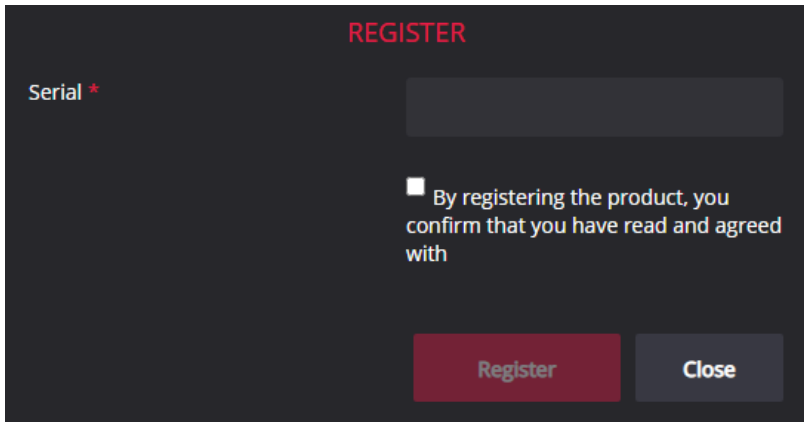 REGISTER
Serial *
By registering the product, you
confirm that you have read and agreed
with
Register
Close